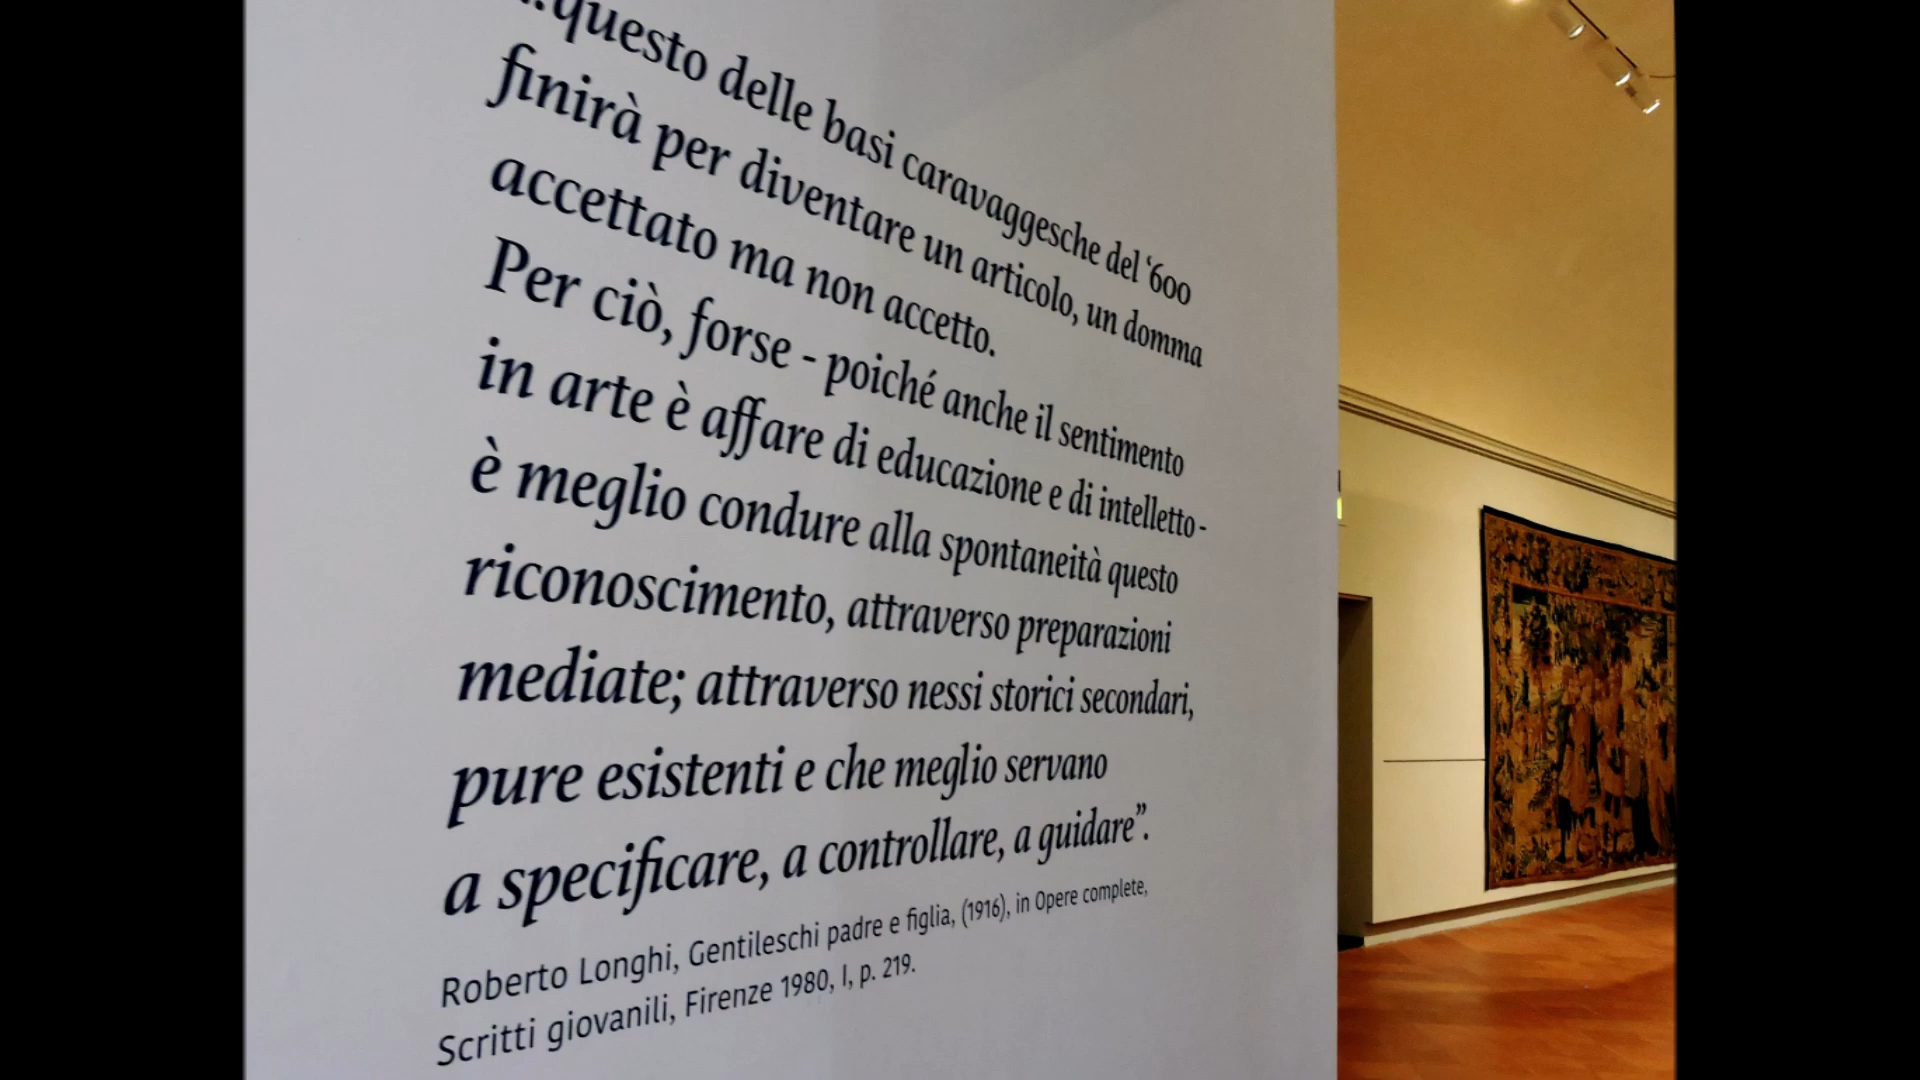 ..questo delle basi caravaggesche del ‘600
finirà per diventare un articolo, un domma
accettato ma non accetto.
Per ciò, forse - poiché anche il sentimento
in arte è affare di educazione e di intelletto -
è meglio condure alla spontaneità questo
riconoscimento, attraverso preparazioni
mediate; attraverso nessi storici secondari,
pure esistenti e che meglio servano
a specificare, a controllare, a guidare”.
Roberto Longhi, Gentileschi padre e figlia, (1916), in Opere complete,
Scritti giovanili, Firenze 1980, I, p. 219.